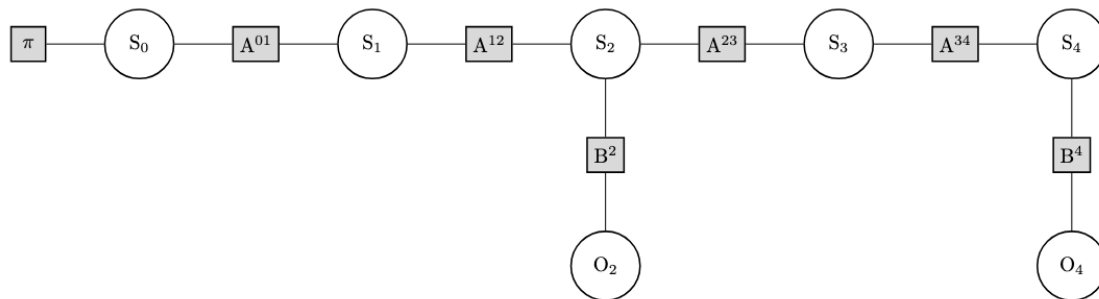 π S₀ A⁰¹ S₁ A¹² S₂ A²³ S₃ A³⁴ S₄
B² B⁴
O₂ O₄